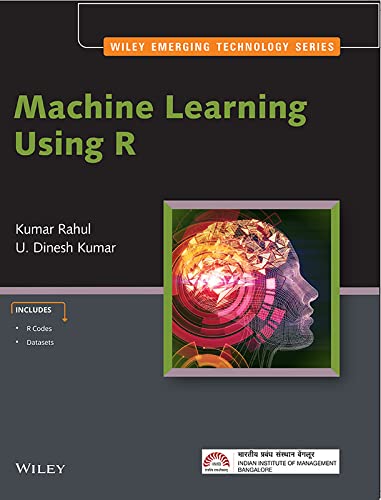 WILEY EMERGING TECHNOLOGY SERIES
Machine Learning
Using R
Kumar Rahul
U. Dinesh Kumar
INCLUDES
• R Codes
• Datasets
भारतीय प्रबंध संस्थान बेंगलूर
INDIAN INSTITUTE OF MANAGEMENT
BANGALORE
WILEY